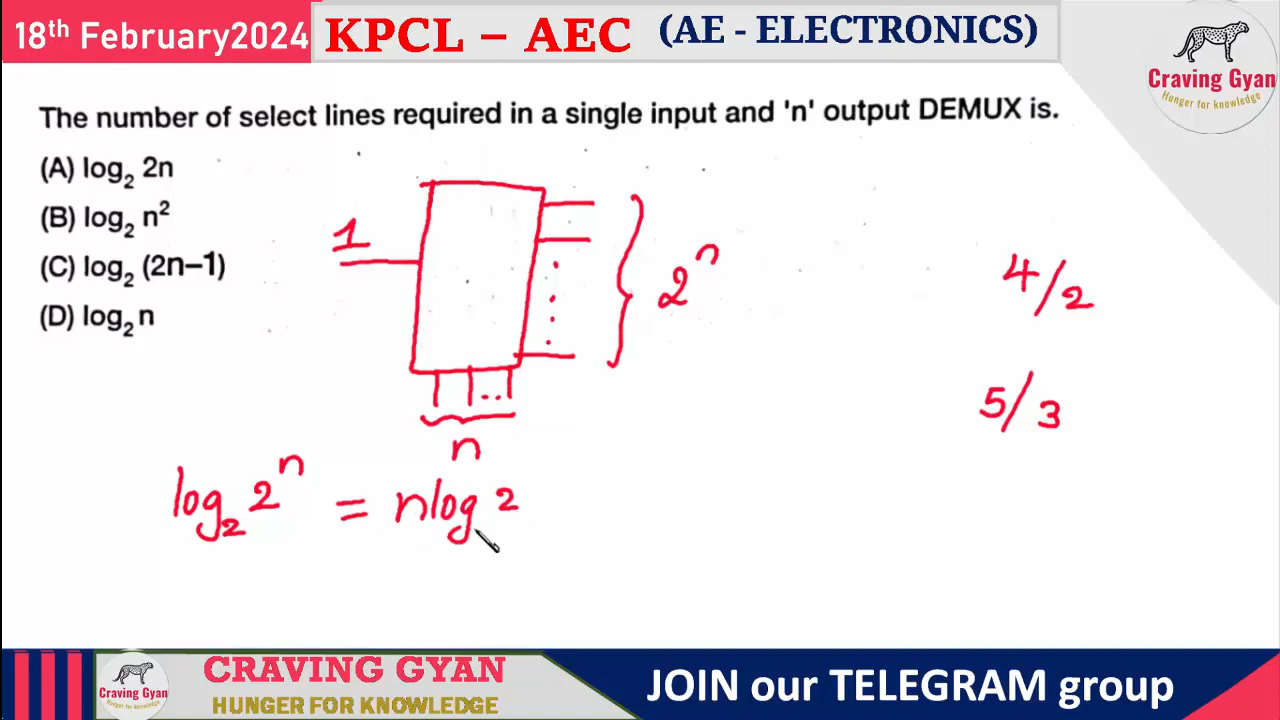 18th February2024 KPCL – AEC (AE - ELECTRONICS)
Craving Gyan
Hunger for knowledge
The number of select lines required in a single input and 'n' output DEMUX is.
(A) log₂ 2n
(B) log₂ n²
(C) log₂ (2n–1)
(D) log₂ n
1
2ⁿ
4/2
5/3
n
log₂ 2ⁿ = n log 2
Craving Gyan
CRAVING GYAN
HUNGER FOR KNOWLEDGE
JOIN our TELEGRAM group